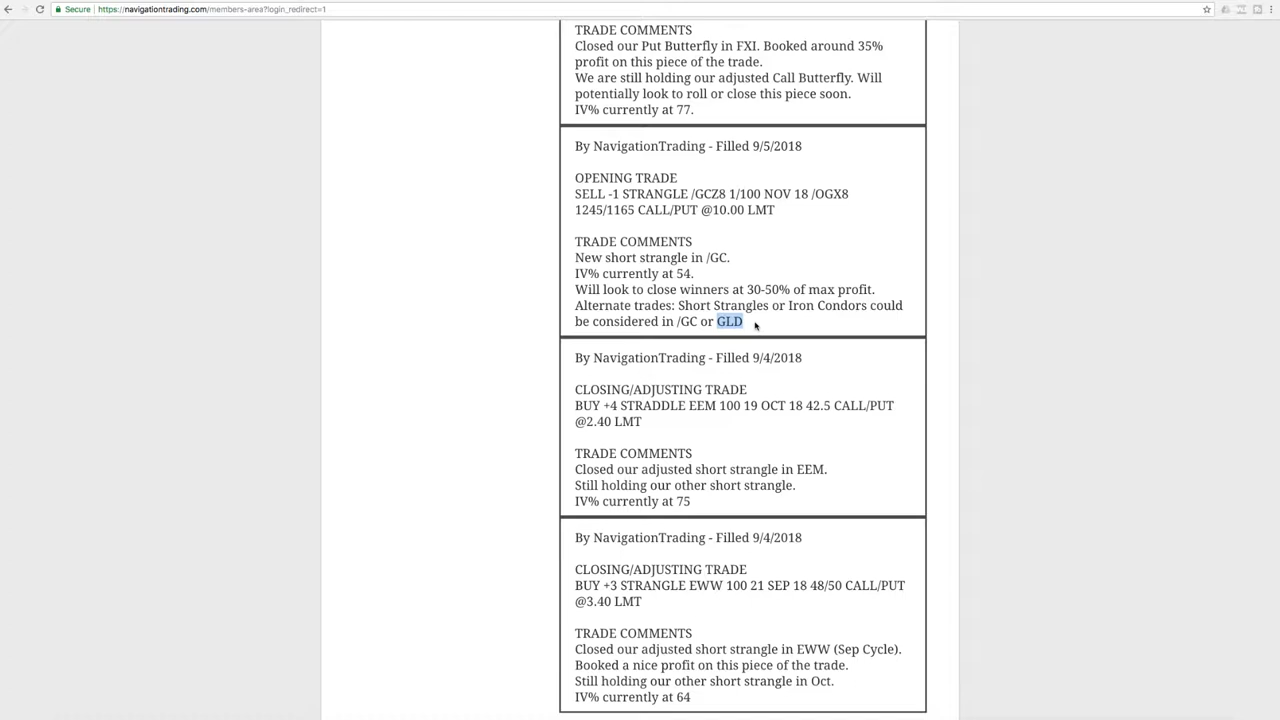 Secure
https://navigationtrading.com/members-area?login_redirect=1
TRADE COMMENTS
Closed our Put Butterfly in FXI. Booked around 35%
profit on this piece of the trade.
We are still holding our adjusted Call Butterfly. Will
potentially look to roll or close this piece soon.
IV% currently at 77.
By NavigationTrading - Filled 9/5/2018
OPENING TRADE
SELL -1 STRANGLE /GCZ8 1/100 NOV 18 /OGX8
1245/1165 CALL/PUT @10.00 LMT
TRADE COMMENTS
New short strangle in /GC.
IV% currently at 54.
Will look to close winners at 30-50% of max profit.
Alternate trades: Short Strangles or Iron Condors could
be considered in /GC or GLD
By NavigationTrading - Filled 9/4/2018
CLOSING/ADJUSTING TRADE
BUY +4 STRADDLE EEM 100 19 OCT 18 42.5 CALL/PUT
@2.40 LMT
TRADE COMMENTS
Closed our adjusted short strangle in EEM.
Still holding our other short strangle.
IV% currently at 75
By NavigationTrading - Filled 9/4/2018
CLOSING/ADJUSTING TRADE
BUY +3 STRANGLE EWW 100 21 SEP 18 48/50 CALL/PUT
@3.40 LMT
TRADE COMMENTS
Closed our adjusted short strangle in EWW (Sep Cycle).
Booked a nice profit on this piece of the trade.
Still holding our other short strangle in Oct.
IV% currently at 64